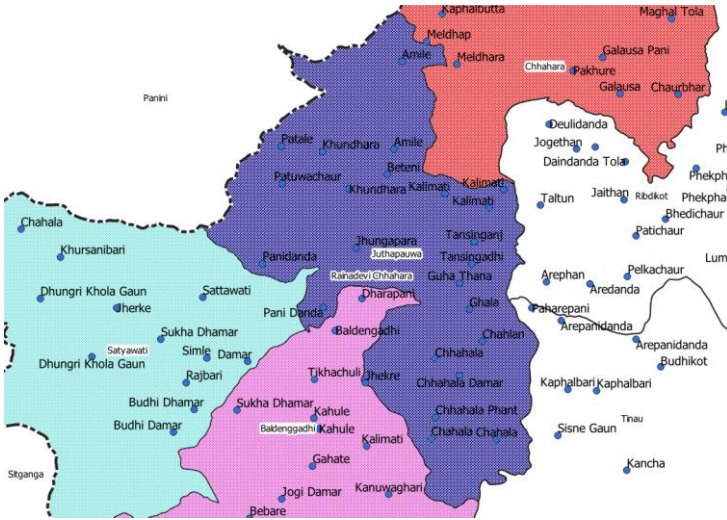 Kaphalbutta
Maghal Tola
Meldhap
Amile
Meldhara
Galausa Pani
Chhahara
Pakhure
Panini
Galausa
Chaurbhar
Deulidanda
Patale
Khundhara
Amile
Jogethan
Daindanda Tola
Beteni
Phekpha
Patuwachaur
Khundhara
Kalimati
Kalimati
Kalimati
Taltun
Jaithan
Ribdikot
Phekphal
Bhedichaur
Chahala
Tansinganj
Patichaur
Khursanibari
Jhungapara
Juthapauwa
Panidanda
Tansingadhi
Lum
Rainadevi Chhahara
Guha Thana
Arephan
Aredanda
Pelkachaur
Dhungri Khola Gaun
Sattawati
Jherke
Dharapani
Pani Danda
Ghala
Paharepani
Arepanidanda
Sukha Dhamar
Baldengadhi
Chahlan
Arepanidanda
Satyawati
Simle
Damar
Chhahala
Dhungri Khola Gaun
Budhikot
Rajbari
Tikhachuli
Jhekre
Chhahala Damar
Kaphalbari
Kaphalbari
Budhi Dhamar
Sukha Dhamar
Kahule
Chhahala Phant
Budhi Damar
Baldenggadhi
Kahule
Tinau
Kalimati
Chahala
Chahala
Sisne Gaun
Sitganga
Gahate
Kancha
Jogi Damar
Kanuwaghari
Bebare